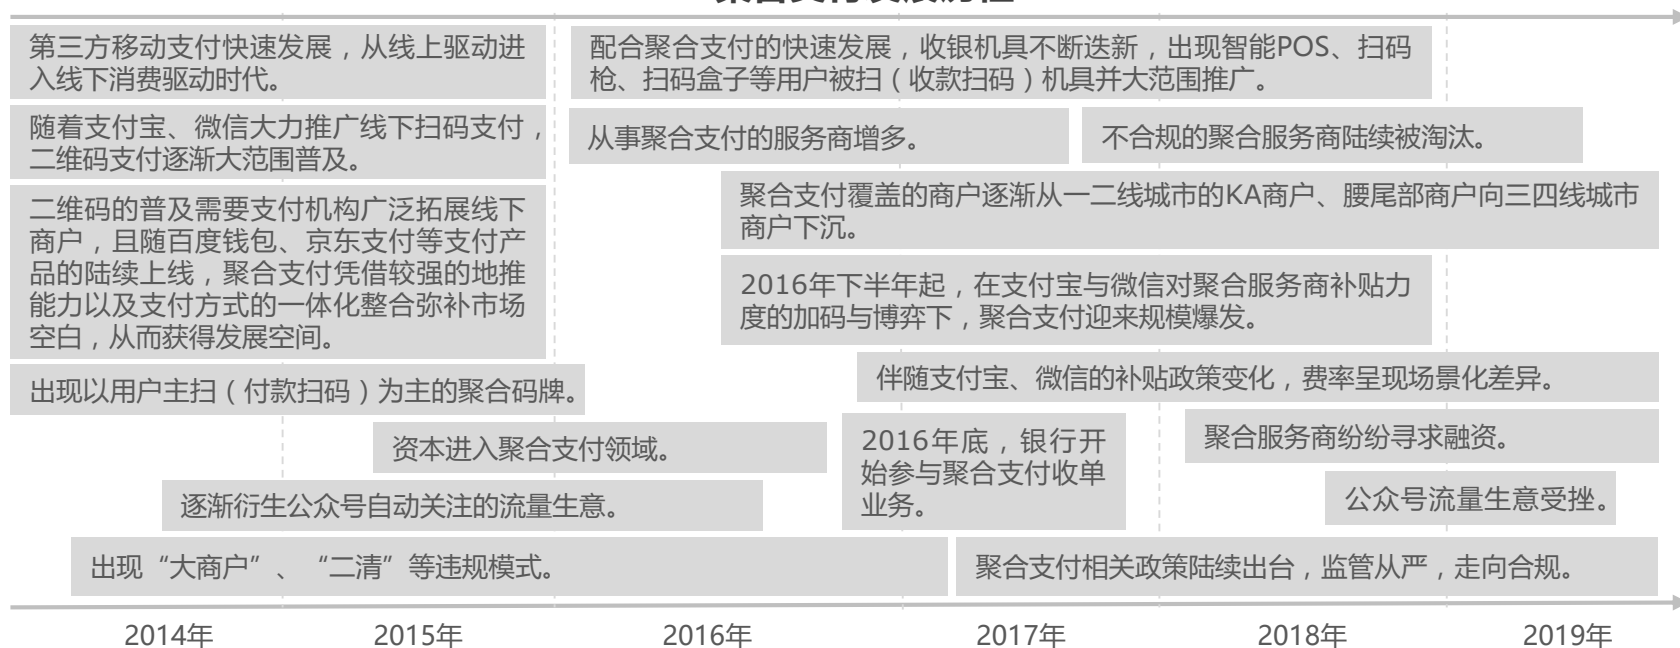 聚合支付发展历程
第三方移动支付快速发展，从线上驱动进
入线下消费驱动时代。
配合聚合支付的快速发展，收银机具不断迭新，出现智能POS、扫码
枪、扫码盒子等用户被扫（收款扫码）机具并大范围推广。
随着支付宝、微信大力推广线下扫码支付，
二维码支付逐渐大范围普及。
从事聚合支付的服务商增多。
不合规的聚合服务商陆续被淘汰。
二维码的普及需要支付机构广泛拓展线下
商户，且随百度钱包、京东支付等支付产
品的陆续上线，聚合支付凭借较强的地推
能力以及支付方式的一体化整合弥补市场
空白，从而获得发展空间。
聚合支付覆盖的商户逐渐从一二线城市的KA商户、腰尾部商户向三四线城市
商户下沉。
2016年下半年起，在支付宝与微信对聚合服务商补贴力
度的加码与博弈下，聚合支付迎来规模爆发。
出现以用户主扫（付款扫码）为主的聚合码牌。
伴随支付宝、微信的补贴政策变化，费率呈现场景化差异。
资本进入聚合支付领域。
2016年底，银行开
始参与聚合支付收单
业务。
聚合服务商纷纷寻求融资。
逐渐衍生公众号自动关注的流量生意。
公众号流量生意受挫。
出现“大商户”、“二清”等违规模式。
聚合支付相关政策陆续出台，监管从严，走向合规。
2014年
2015年
2016年
2017年
2018年
2019年